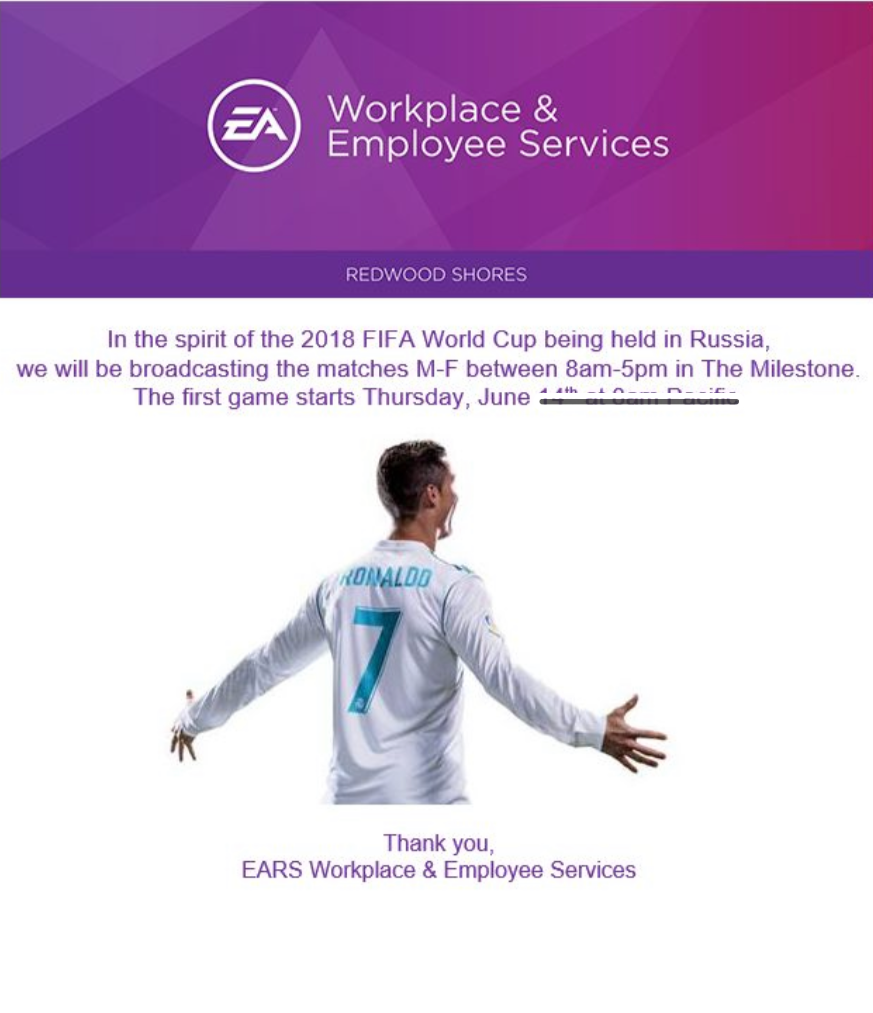 EA
Workplace &
Employee Services
REDWOOD SHORES
In the spirit of the 2018 FIFA World Cup being held in Russia,
we will be broadcasting the matches M-F between 8am-5pm in The Milestone.
The first game starts Thursday, June
RONALDO
7
Thank you,
EARS Workplace & Employee Services